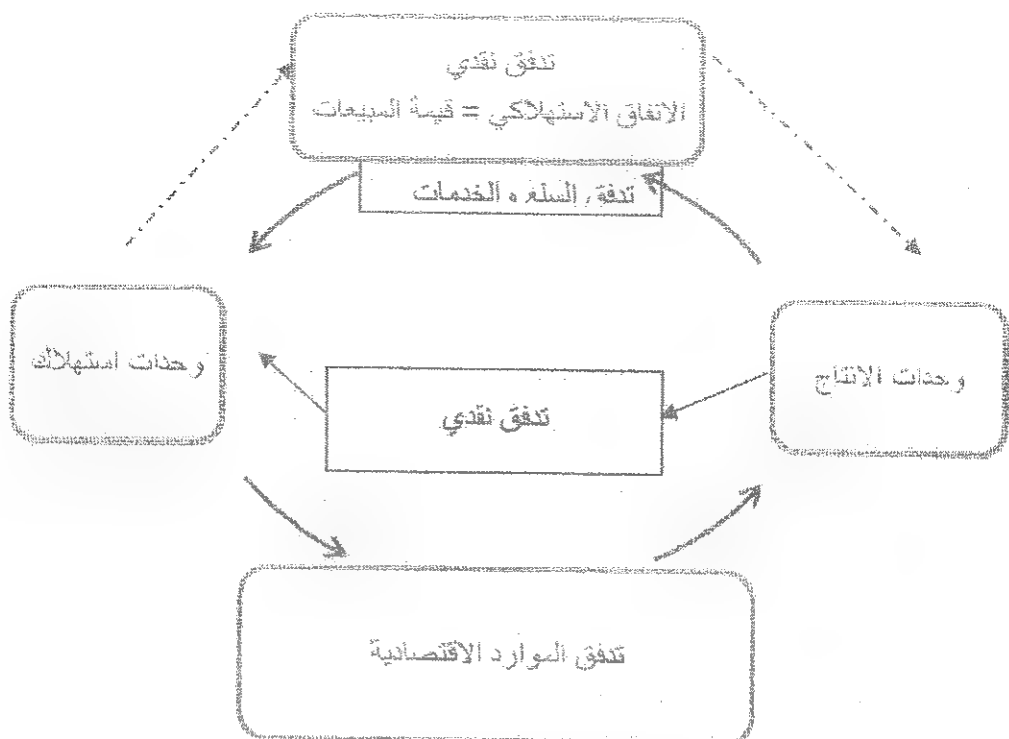 تدفق نقدي
الانفاق الاستهلاكي = قيمة المبيعات
تدفق السلع و الخدمات
وحدات استهلاك
تدفق نقدي
وحدات الانتاج
تدفق الموارد الاقتصادية